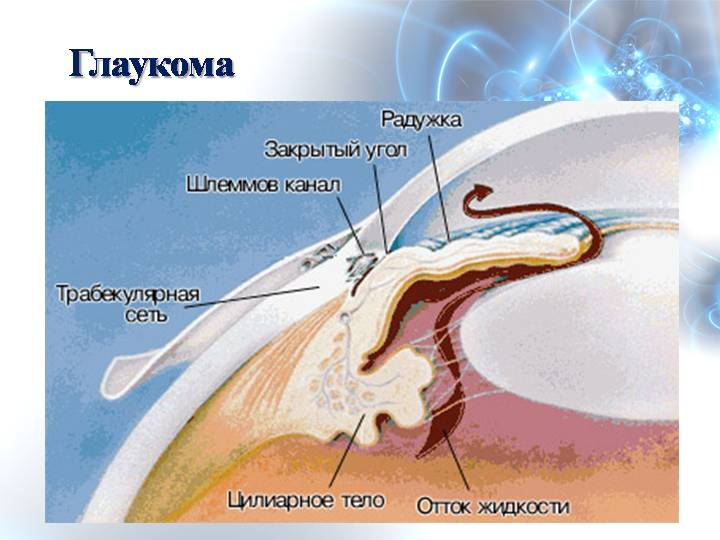 Глаукома
Радужка
Закрытый угол
Шлеммов канал
Трабекулярная
сеть
Цилиарное тело
Отток жидкости